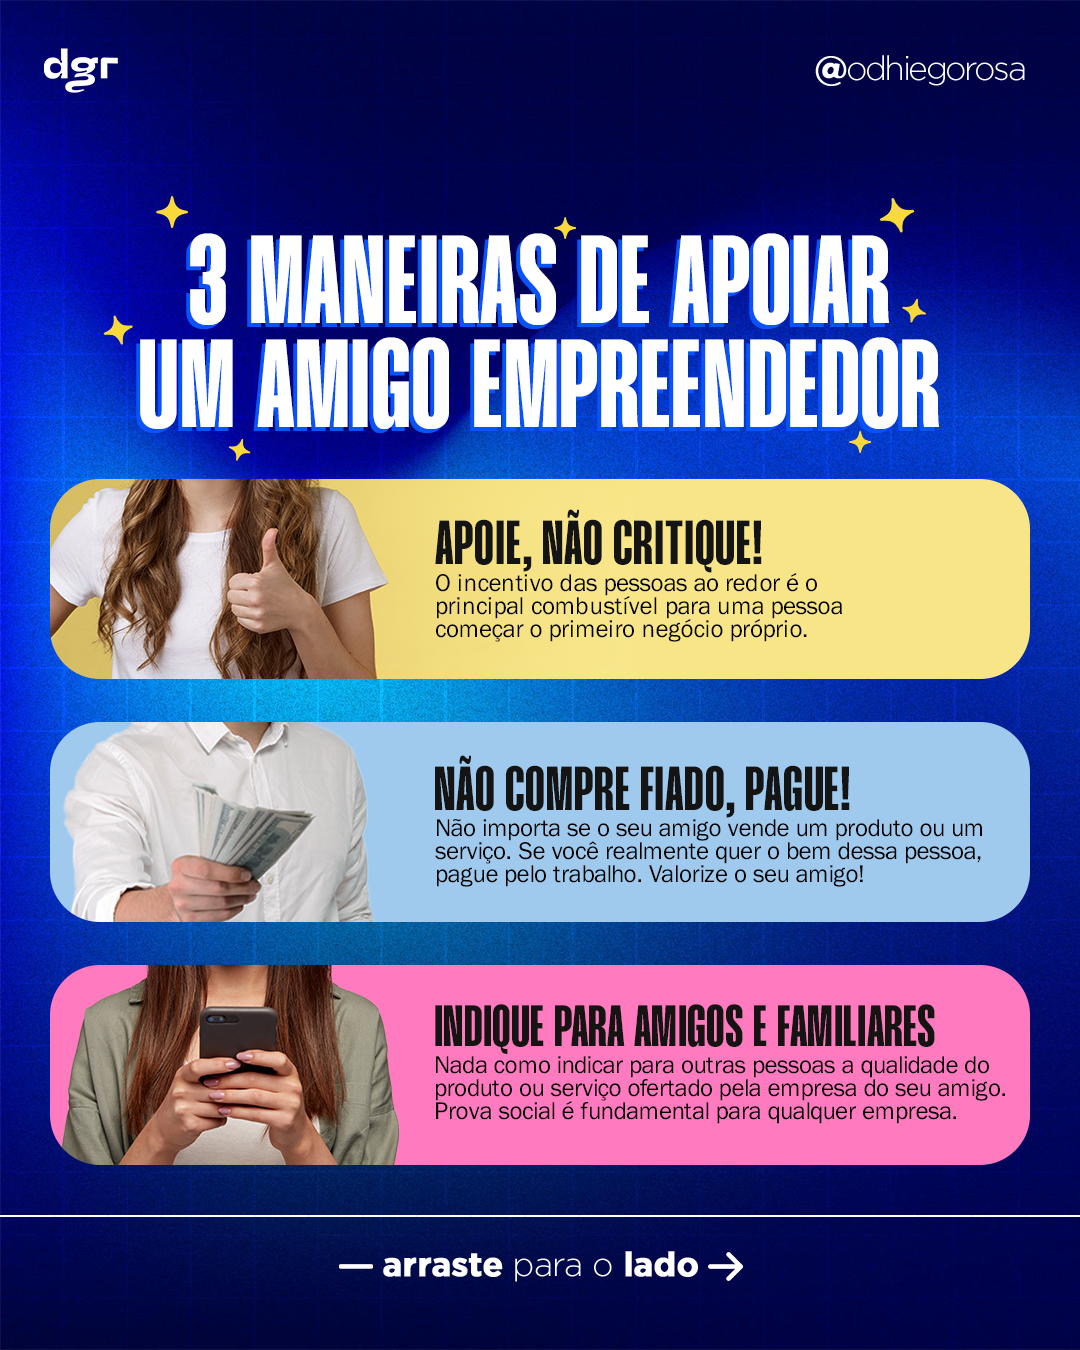 dgr
@odhiegorosa
3 MANEIRAS DE APOIAR
UM AMIGO EMPREENDEDOR
APOIE, NÃO CRITIQUE!
O incentivo das pessoas ao redor é o
principal combustível para uma pessoa
começar o primeiro negócio próprio.
NÃO COMPRE FIADO, PAGUE!
Não importa se o seu amigo vende um produto ou um
serviço. Se você realmente quer o bem dessa pessoa,
pague pelo trabalho. Valorize o seu amigo!
INDIQUE PARA AMIGOS E FAMILIARES
Nada como indicar para outras pessoas a qualidade do
produto ou serviço ofertado pela empresa do seu amigo.
Prova social é fundamental para qualquer empresa.
— arraste para o lado →